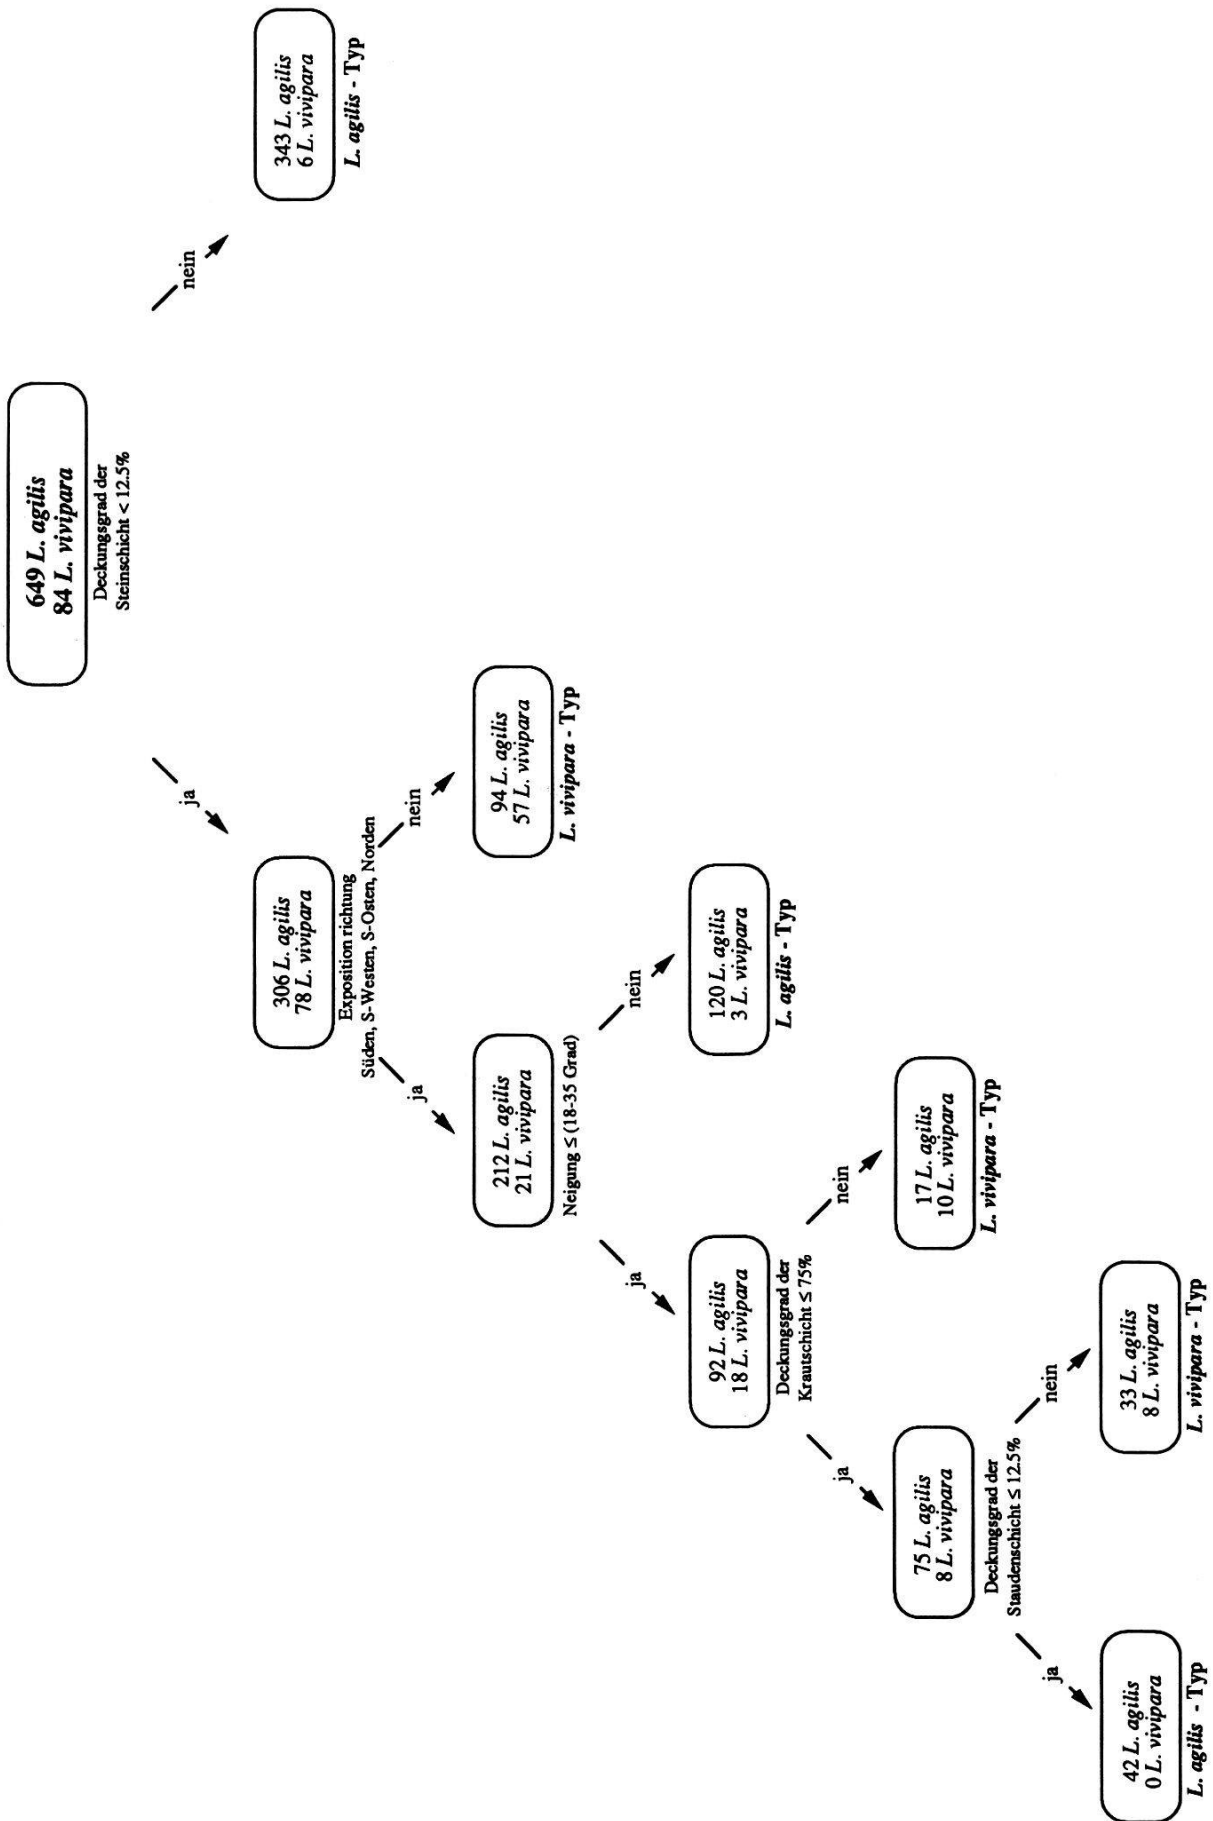 649 L. agilis
84 L. vivipara
Deckungsgrad der
Steinschicht < 12.5%
ja
nein
306 L. agilis
78 L. vivipara
Exposition richtung
Süden, S-Westen, S-Osten, Norden
343 L. agilis
6 L. vivipara
L. agilis - Typ
ja
nein
212 L. agilis
21 L. vivipara
Neigung ≤ (18-35 Grad)
94 L. agilis
57 L. vivipara
L. vivipara - Typ
ja
nein
92 L. agilis
18 L. vivipara
Deckungsgrad der
Krautschicht ≤ 75%
120 L. agilis
3 L. vivipara
L. agilis - Typ
ja
nein
75 L. agilis
8 L. vivipara
Deckungsgrad der
Staudenschicht ≤ 12.5%
17 L. agilis
10 L. vivipara
L. vivipara - Typ
ja
nein
42 L. agilis
0 L. vivipara
L. agilis - Typ
33 L. agilis
8 L. vivipara
L. vivipara - Typ